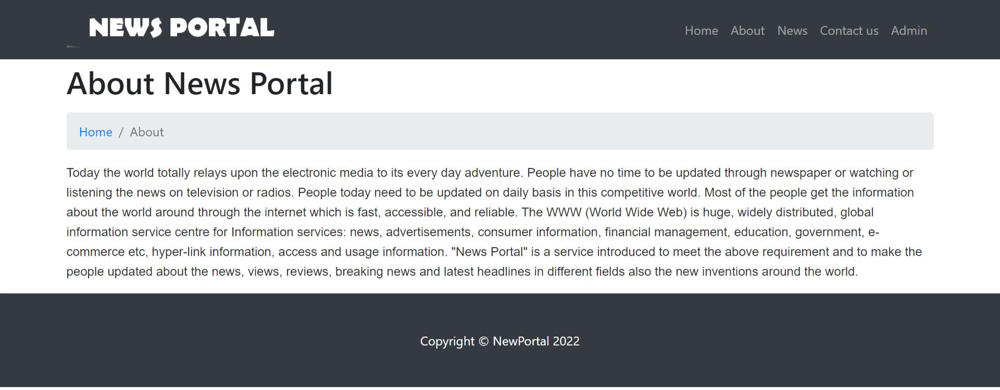 NEWS PORTAL
Home About News Contact us Admin
About News Portal
Home / About
Today the world totally relays upon the electronic media to its every day adventure. People have no time to be updated through newspaper or watching or
listening the news on television or radios. People today need to be updated on daily basis in this competitive world. Most of the people get the information
about the world around through the internet which is fast, accessible, and reliable. The WWW (World Wide Web) is huge, widely distributed, global
information service centre for Information services: news, advertisements, consumer information, financial management, education, government, e-
commerce etc, hyper-link information, access and usage information. "News Portal" is a service introduced to meet the above requirement and to make the
people updated about the news, views, reviews, breaking news and latest headlines in different fields also the new inventions around the world.
Copyright © NewPortal 2022